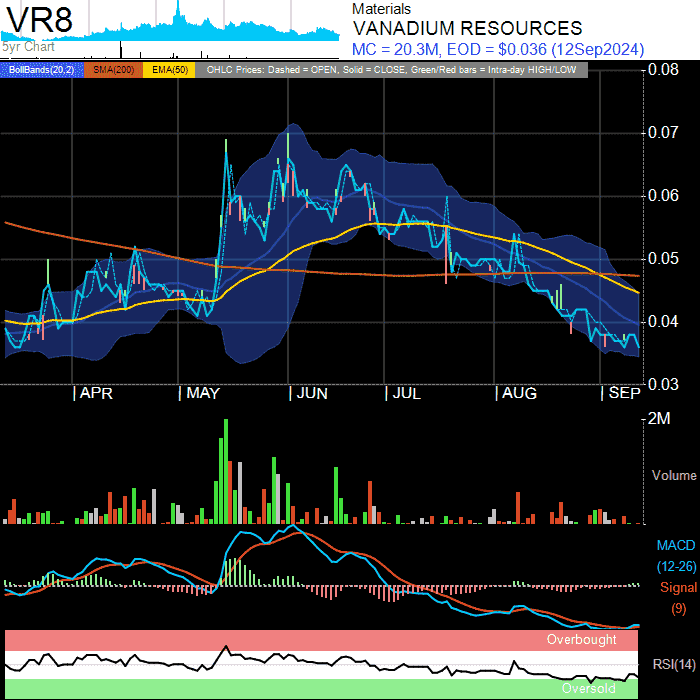 VR8
5yr Chart
Materials
VANADIUM RESOURCES
MC = 20.3M, EOD = $0.036 (12Sep2024)
BollBands(20,2) SMA(200) EMA(50) OHLC Prices: Dashed = OPEN, Solid = CLOSE, Green/Red bars = Intra-day HIGH/LOW
0.08
0.07
0.06
0.05
0.04
0.03
APR MAY JUN JUL AUG SEP
2M
Volume
MACD
(12-26)
Signal
(9)
Overbought
RSI(14)
Oversold